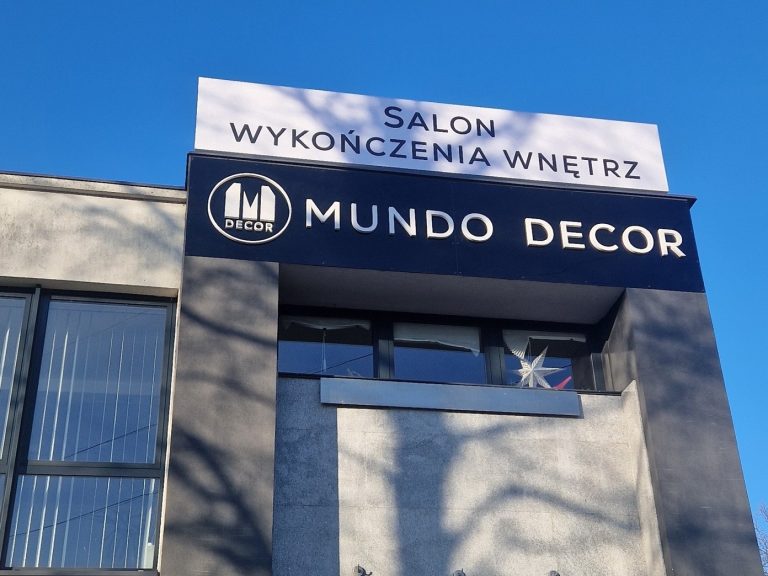 SALON
WYKOŃCZENIA WNĘTRZ
M DECOR
MUNDO DECOR